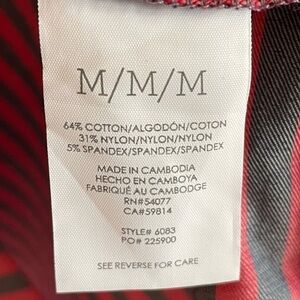 M/M/M
64% COTTON/ALGODÓN/COTON
31% NYLON/NYLON/NYLON
5% SPANDEX/SPANDEX/SPANDEX
MADE IN CAMBODIA
HECHO EN CAMBOYA
FABRIQUÉ AU CAMBODGE
RN#54077
CA#59814
STYLE# 6083
PO# 225900
SEE REVERSE FOR CARE